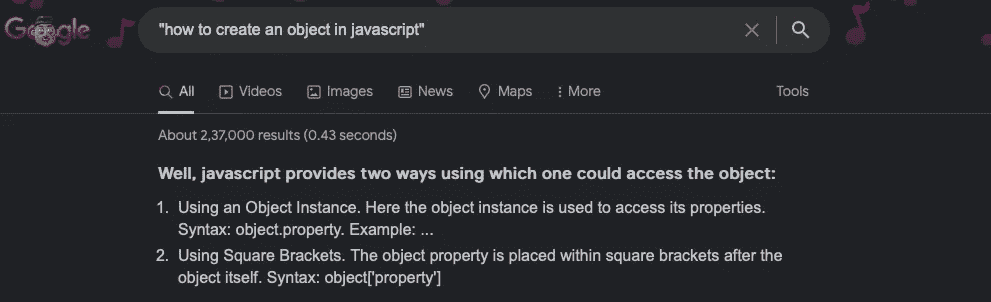 Google
"how to create an object in javascript"
All Videos Images News Maps More Tools
About 2,37,000 results (0.43 seconds)
Well, javascript provides two ways using which one could access the object:
1. Using an Object Instance. Here the object instance is used to access its properties.
Syntax: object.property. Example: ...
2. Using Square Brackets. The object property is placed within square brackets after the
object itself. Syntax: object['property']